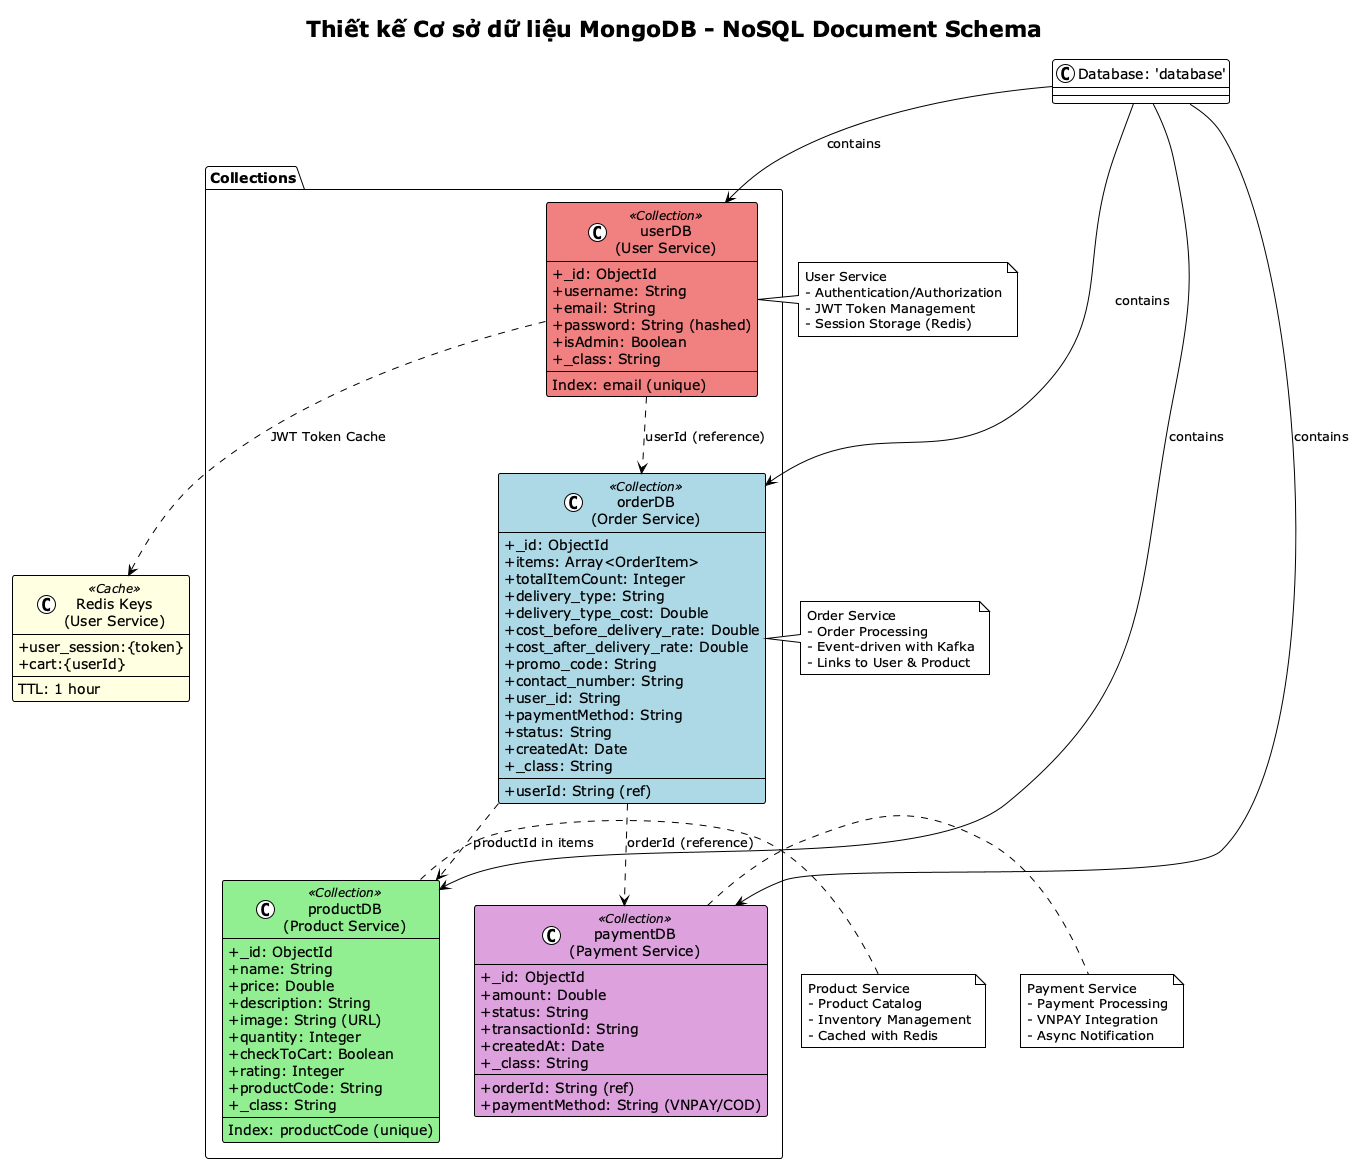 Thiết kế Cơ sở dữ liệu MongoDB - NoSQL Document Schema
C Database: 'database'
contains
Collections
«Collection»
C userDB
(User Service)
+_id: ObjectId
+username: String
+email: String
+password: String (hashed)
+isAdmin: Boolean
+_class: String
Index: email (unique)
User Service
- Authentication/Authorization
- JWT Token Management
- Session Storage (Redis)
contains
JWT Token Cache
userId (reference)
contains
contains
«Collection»
C orderDB
(Order Service)
+_id: ObjectId
+items: Array<OrderItem>
+totalItemCount: Integer
+delivery_type: String
+delivery_type_cost: Double
+cost_before_delivery_rate: Double
+cost_after_delivery_rate: Double
+promo_code: String
+contact_number: String
+user_id: String
+paymentMethod: String
+status: String
+createdAt: Date
+_class: String
+userId: String (ref)
«Cache»
C Redis Keys
(User Service)
+user_session:{token}
+cart:{userId}
TTL: 1 hour
Order Service
- Order Processing
- Event-driven with Kafka
- Links to User & Product
productId in items
orderId (reference)
«Collection»
C productDB
(Product Service)
+_id: ObjectId
+name: String
+price: Double
+description: String
+image: String (URL)
+quantity: Integer
+checkToCart: Boolean
+rating: Integer
+productCode: String
+_class: String
Index: productCode (unique)
«Collection»
C paymentDB
(Payment Service)
+_id: ObjectId
+amount: Double
+status: String
+transactionId: String
+createdAt: Date
+_class: String
+orderId: String (ref)
+paymentMethod: String (VNPAY/COD)
Product Service
- Product Catalog
- Inventory Management
- Cached with Redis
Payment Service
- Payment Processing
- VNPAY Integration
- Async Notification